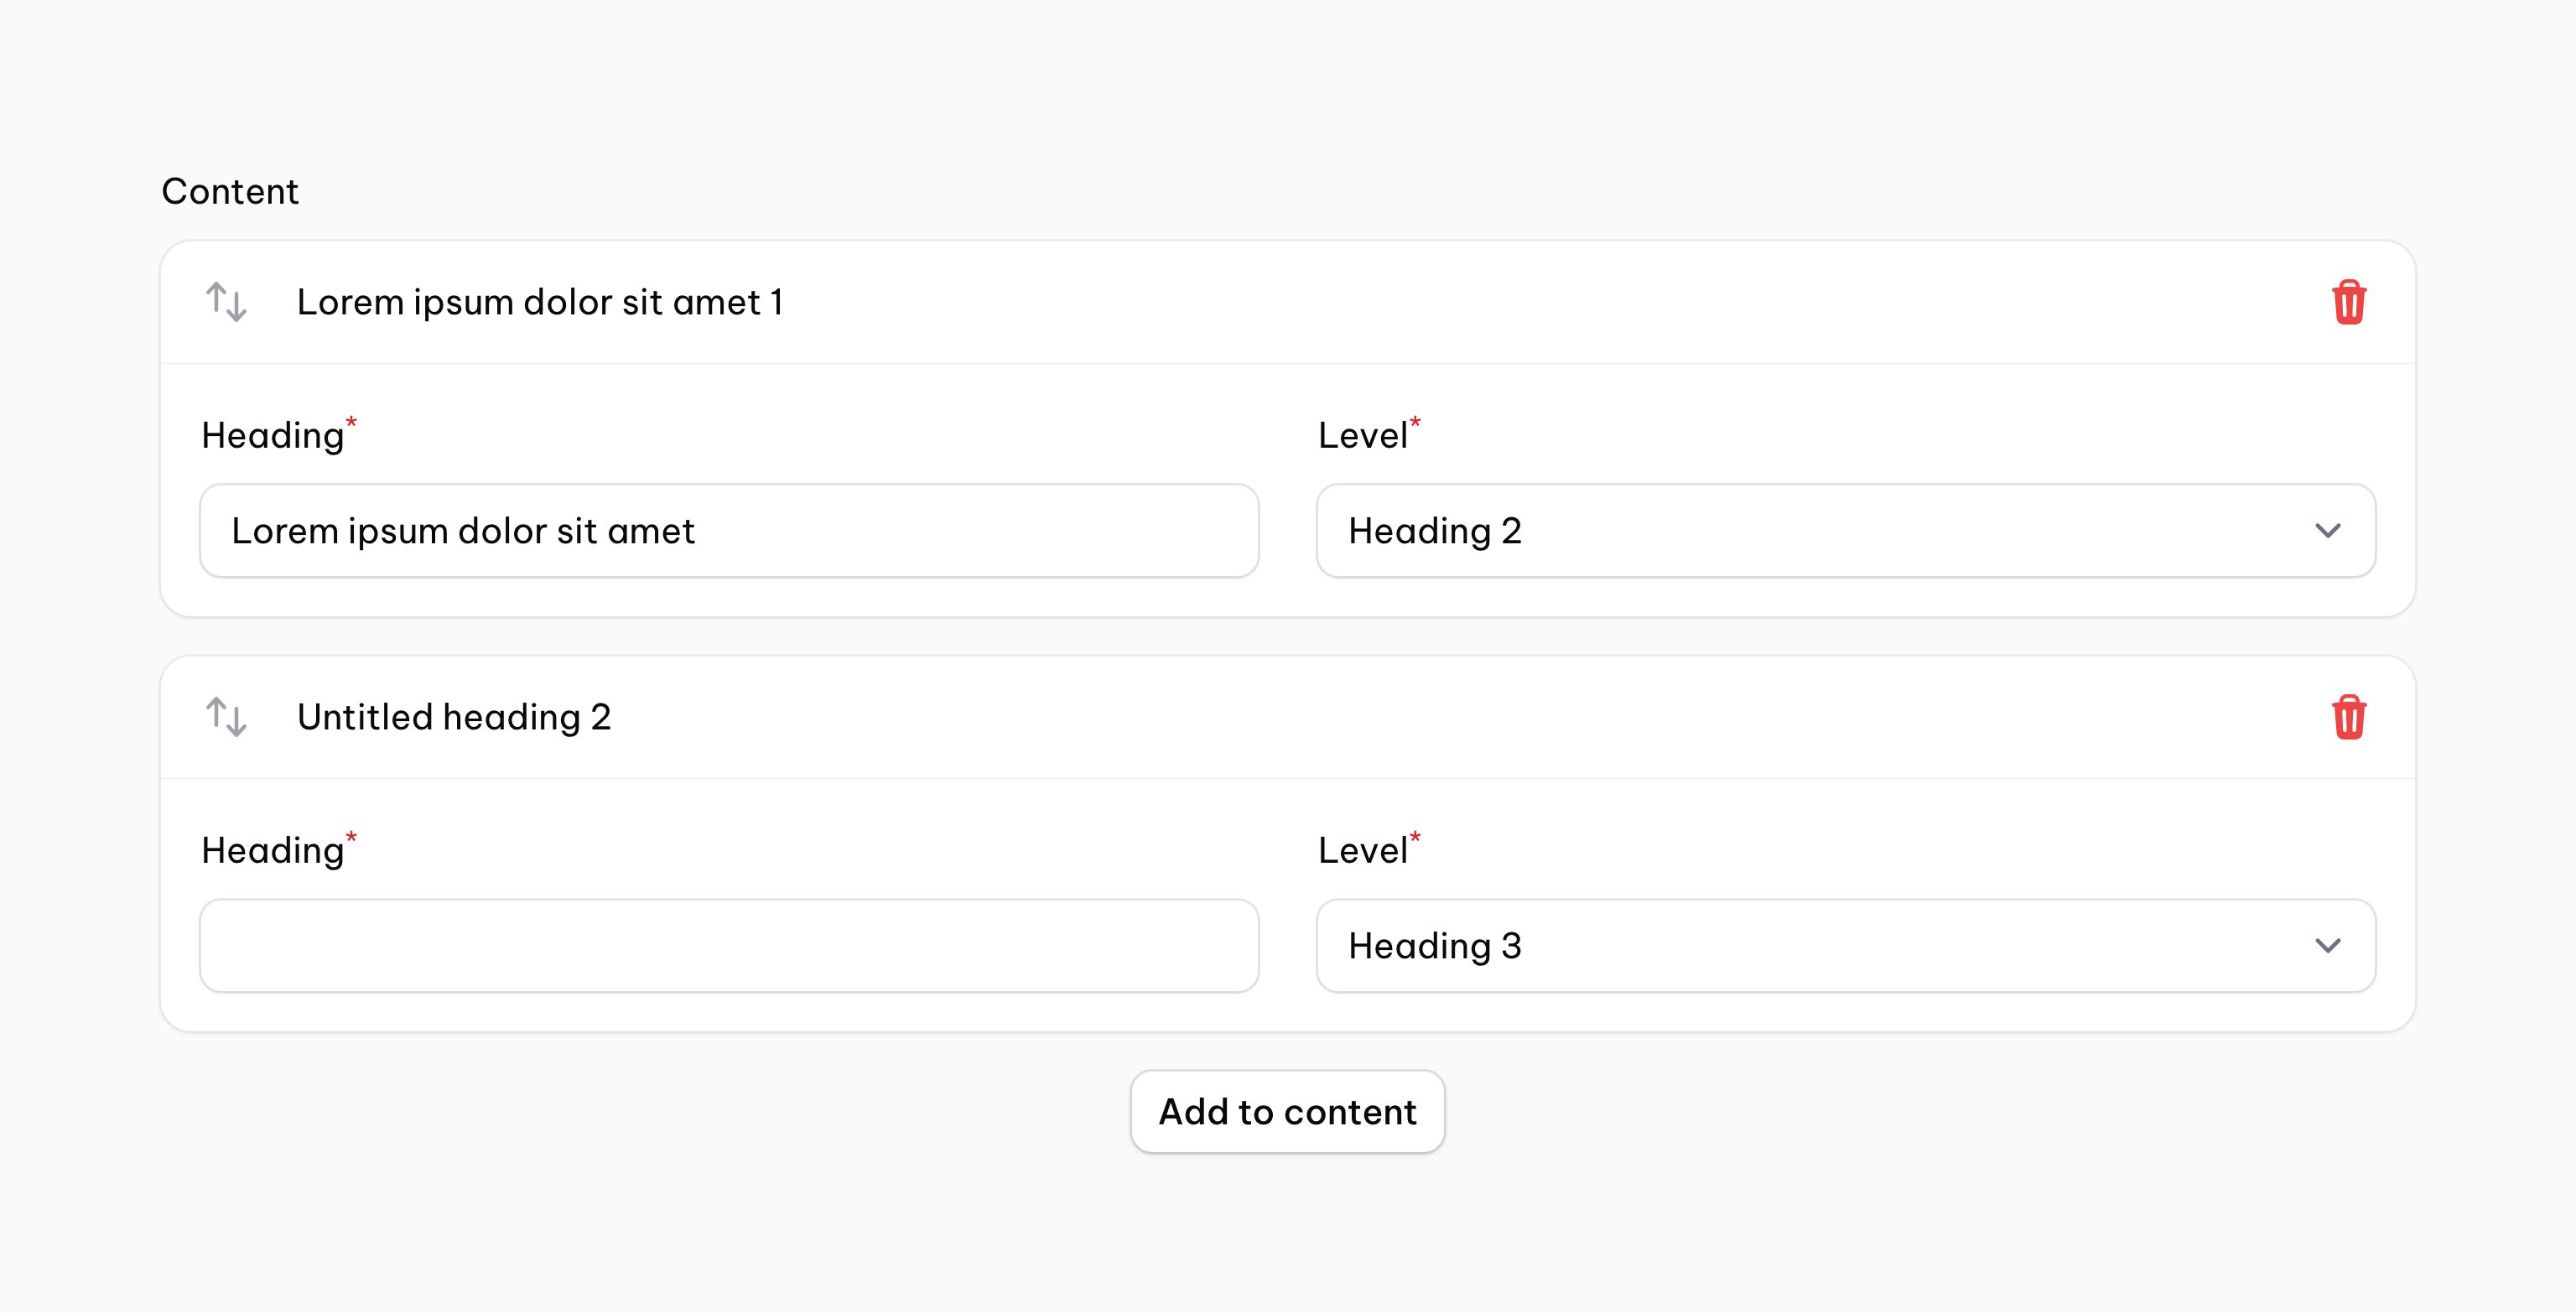 Content
Lorem ipsum dolor sit amet 1
Heading* Level*
Lorem ipsum dolor sit amet Heading 2
Untitled heading 2
Heading* Level*
Heading 3
Add to content